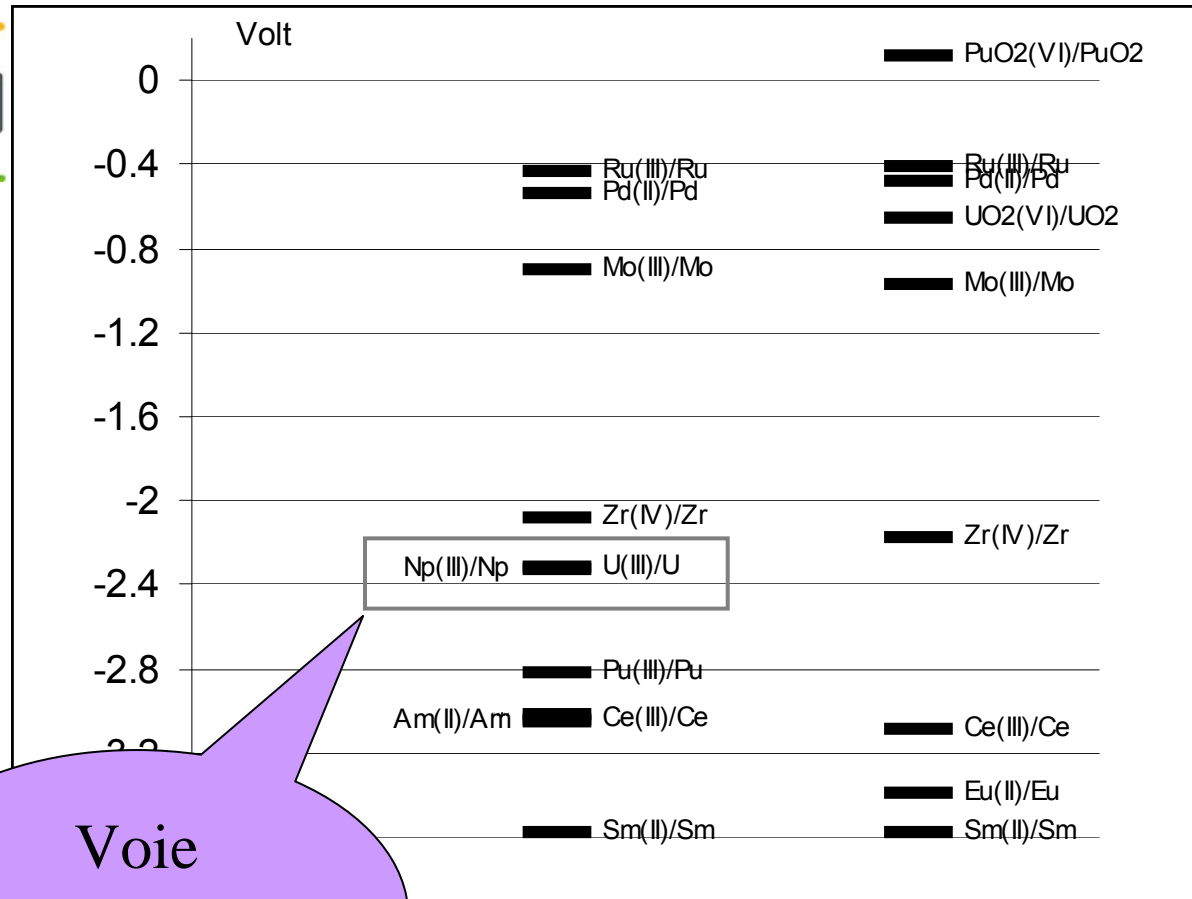 Volt
PuO2(VI)/PuO2
0
-0.4
Ru(III)/Ru
Ru(III)/Ru
Pd(II)/Pd
Pd(II)/Pd
UO2(VI)/UO2
-0.8
Mo(III)/Mo
Mo(III)/Mo
-1.2
-1.6
-2
Zr(IV)/Zr
Zr(IV)/Zr
Np(III)/Np
U(III)/U
-2.4
-2.8
Pu(III)/Pu
Am(II)/Am
Ce(III)/Ce
Ce(III)/Ce
Eu(II)/Eu
Sm(II)/Sm
Sm(II)/Sm
Voie